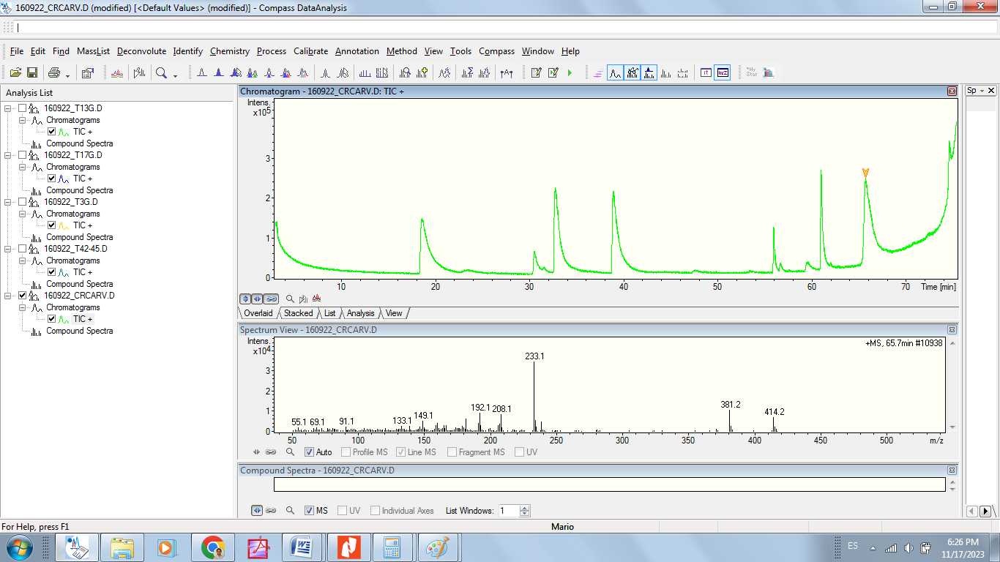 160922_CRCARV.D (modified) [<Default Values> (modified)] - Compass DataAnalysis
File Edit Find MassList Deconvolute Identify Chemistry Process Calibrate Annotation Method View Tools Compass Window Help
Analysis List
160922_T13G.D
Chromatograms
TIC +
Compound Spectra
160922_T17G.D
Chromatograms
TIC +
Compound Spectra
160922_T3G.D
Chromatograms
TIC +
Compound Spectra
160922_T42-45.D
Chromatograms
TIC +
Compound Spectra
160922_CRCARV.D
Chromatograms
TIC +
Compound Spectra
Chromatogram - 160922_CRCARV.D: TIC +
Intens.
x10^5
3
2
1
0
10 20 30 40 50 60 70 Time [min]
Overlaid Stacked List Analysis View
Spectrum View - 160922_CRCARV.D
Intens.
x10^4
+MS, 65.7min #10938
3
2
1
0
55.1 69.1 91.1 133.1 149.1 192.1 208.1 233.1 381.2 414.2
50 100 150 200 250 300 350 400 450 500 m/z
Auto Profile MS Line MS Fragment MS UV
Compound Spectra - 160922_CRCARV.D
MS UV Individual Axes List Windows: 1
Sp
rt
m/z
My
Star
For Help, press F1
Mario
ES
6:26 PM
11/17/2023